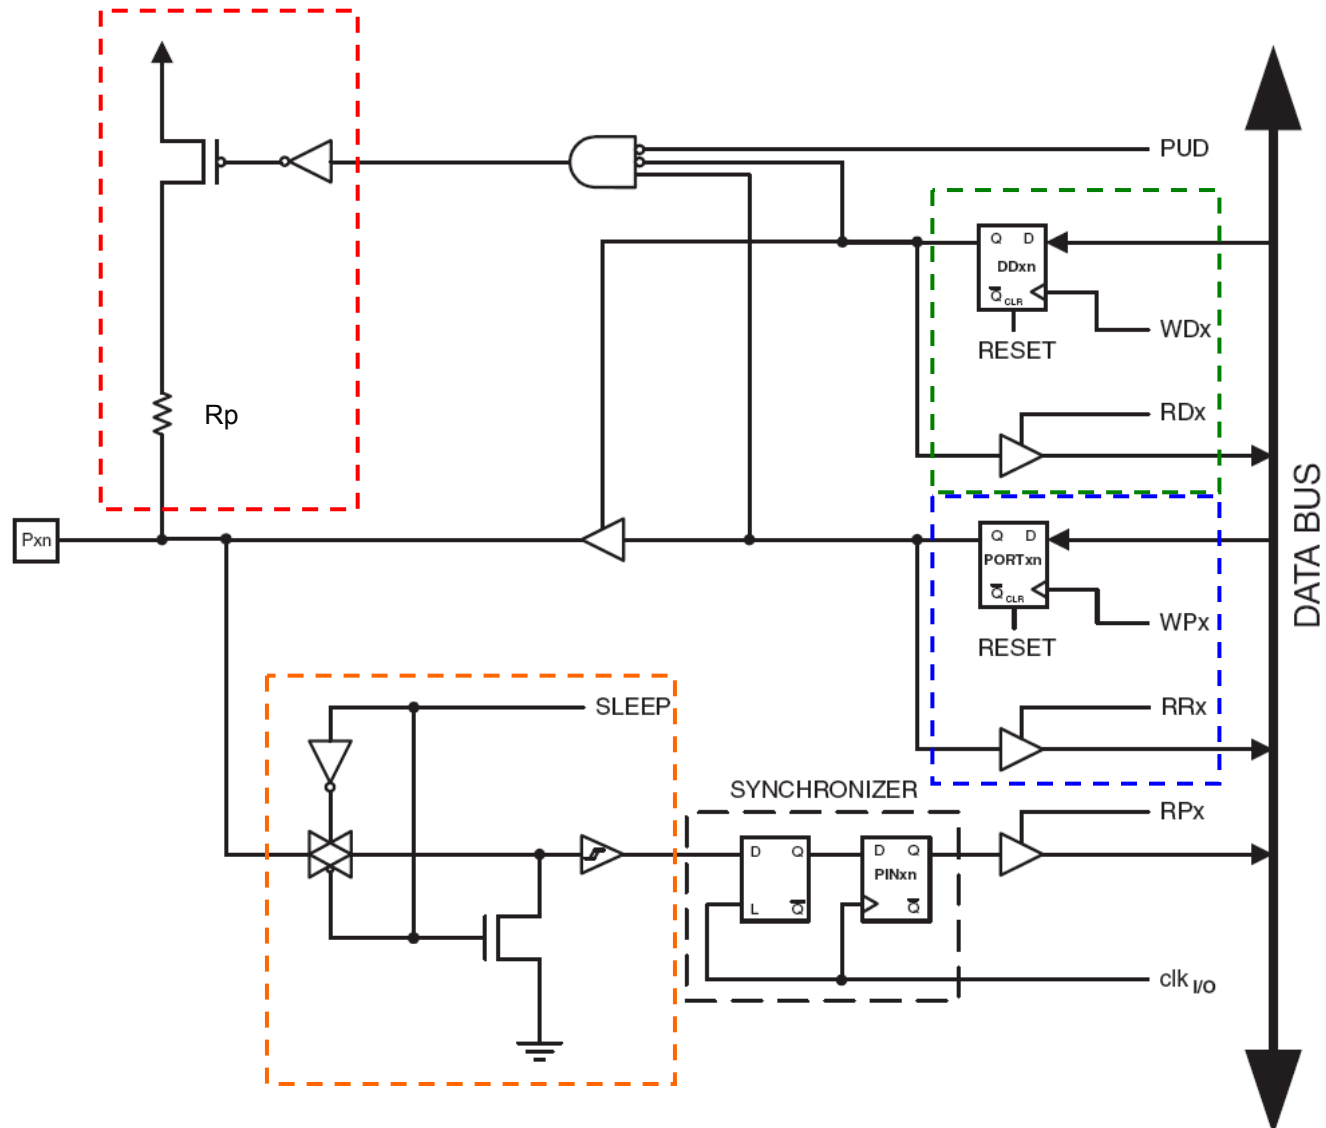 PUD
Q D
DDxn
Q CLR
WDx
RESET
RDx
Rp
Pxn
Q D
PORTxn
Q CLR
WPx
RESET
DATA BUS
SLEEP
RRx
SYNCHRONIZER
RPx
D Q
L Q
D Q
PINxn
Q
clk I/O